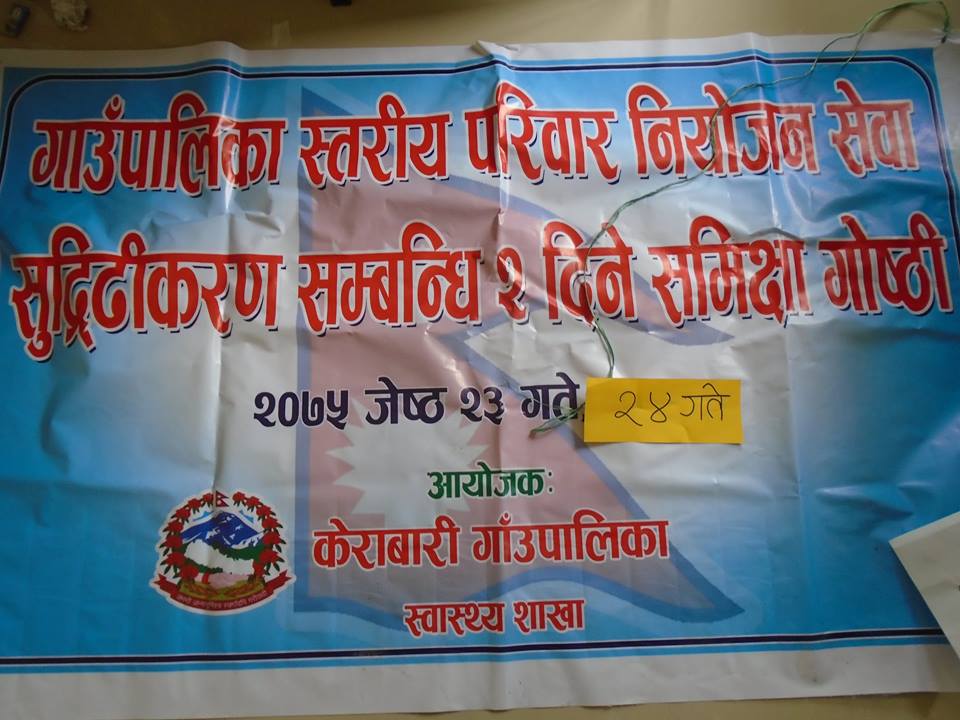 गाउँपालिका स्तरीय परिवार नियोजन सेवा
सुद्रिढीकरण सम्बन्धि २ दिने समिक्षा गोष्ठी
२०७५ जेष्ठ २३ गते, २४ गते
आयोजकः
केराबारी गाँउपालिका
स्वास्थ्य शाखा